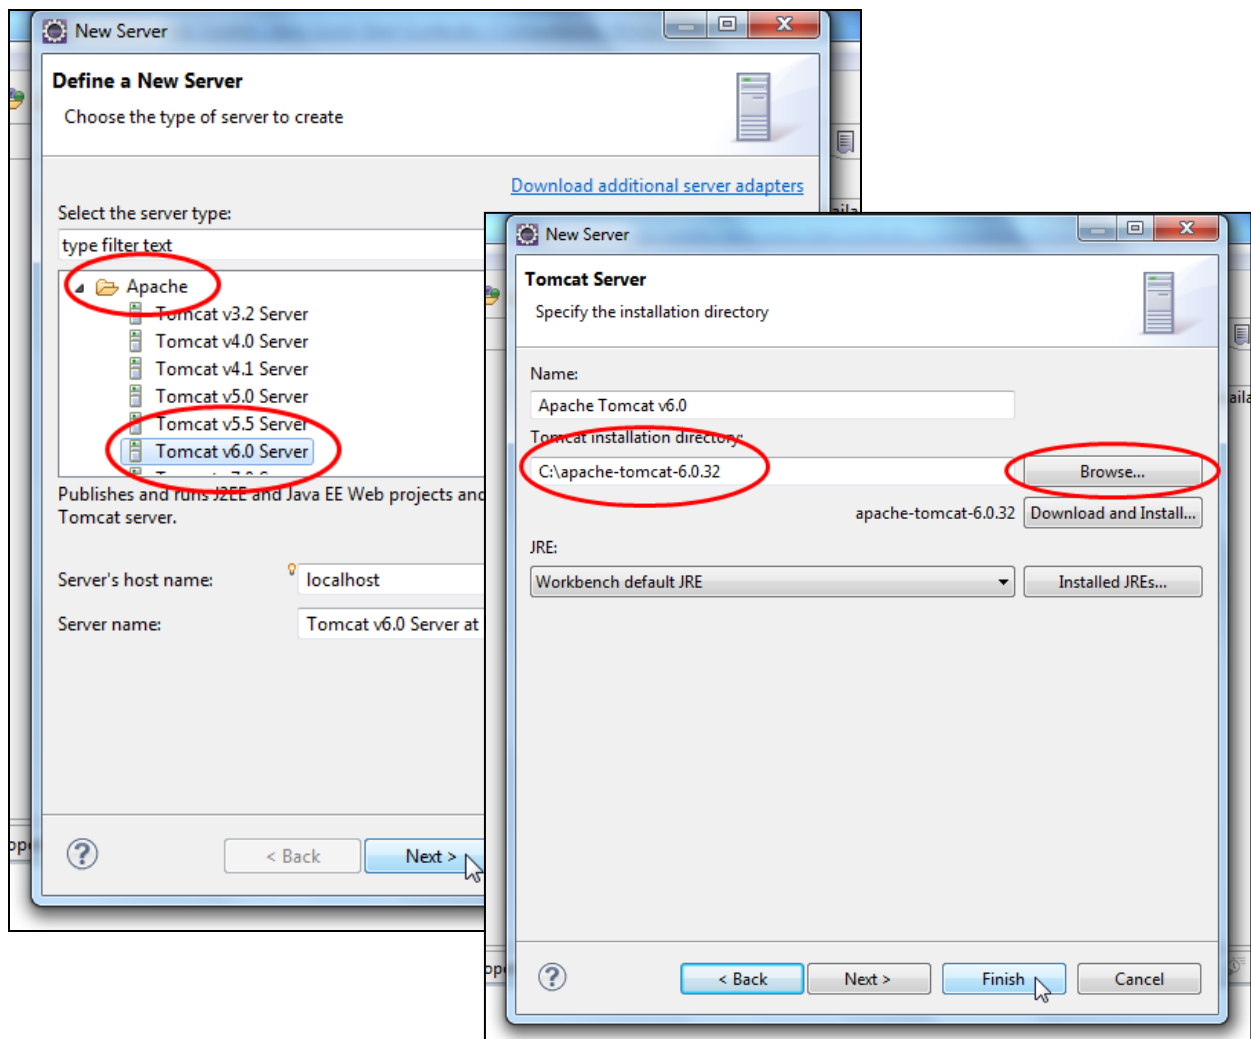 New Server
Define a New Server
Choose the type of server to create
Download additional server adapters
Select the server type:
type filter text
Apache
Tomcat v3.2 Server
Tomcat v4.0 Server
Tomcat v4.1 Server
Tomcat v5.0 Server
Tomcat v5.5 Server
Tomcat v6.0 Server
Publishes and runs J2EE and Java EE Web projects and
Tomcat server.
Server's host name:
localhost
Server name:
Tomcat v6.0 Server at
< Back
Next >
New Server
Tomcat Server
Specify the installation directory
Name:
Apache Tomcat v6.0
Tomcat installation directory:
C:\apache-tomcat-6.0.32
Browse...
apache-tomcat-6.0.32
Download and Install...
JRE:
Workbench default JRE
Installed JREs...
< Back
Next >
Finish
Cancel